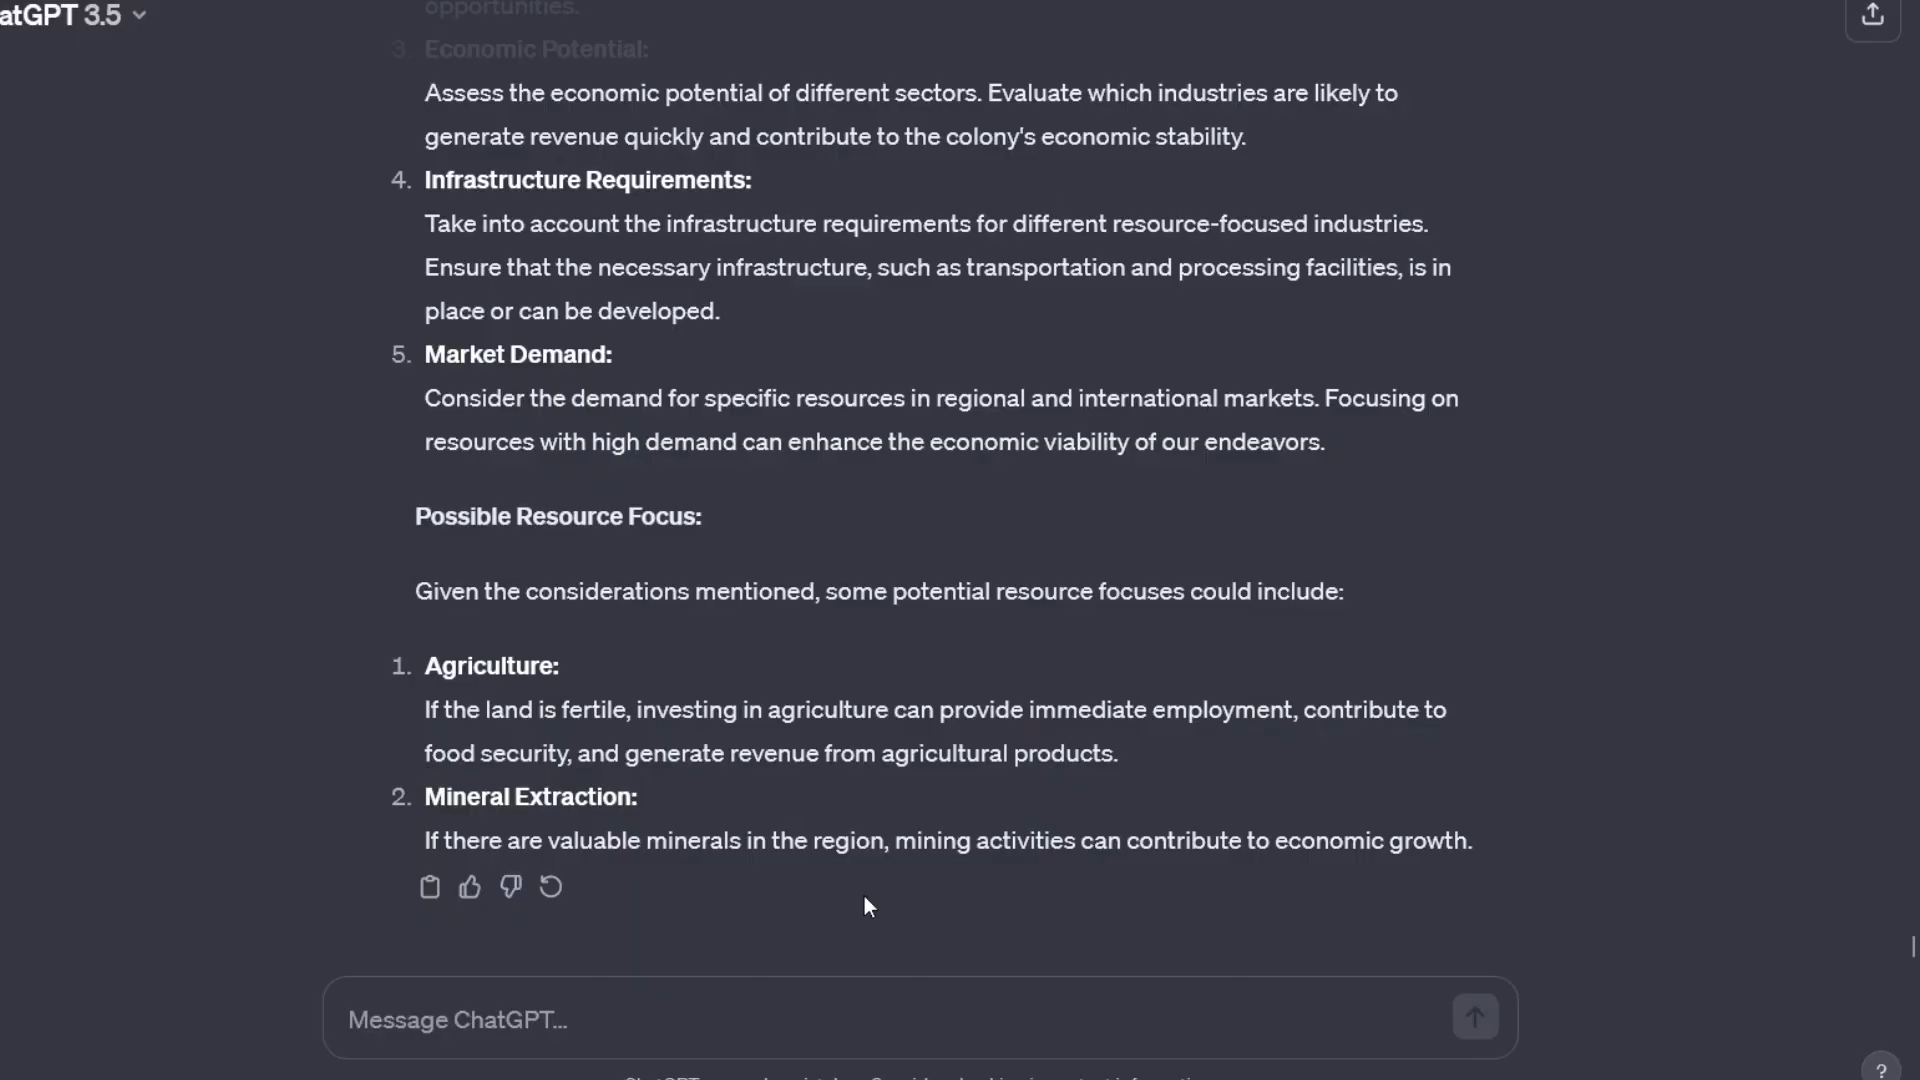 atGPT 3.5
opportunities.
3. Economic Potential:
Assess the economic potential of different sectors. Evaluate which industries are likely to
generate revenue quickly and contribute to the colony's economic stability.
4. Infrastructure Requirements:
Take into account the infrastructure requirements for different resource-focused industries.
Ensure that the necessary infrastructure, such as transportation and processing facilities, is in
place or can be developed.
5. Market Demand:
Consider the demand for specific resources in regional and international markets. Focusing on
resources with high demand can enhance the economic viability of our endeavors.
Possible Resource Focus:
Given the considerations mentioned, some potential resource focuses could include:
1. Agriculture:
If the land is fertile, investing in agriculture can provide immediate employment, contribute to
food security, and generate revenue from agricultural products.
2. Mineral Extraction:
If there are valuable minerals in the region, mining activities can contribute to economic growth.
Message ChatGPT...
?